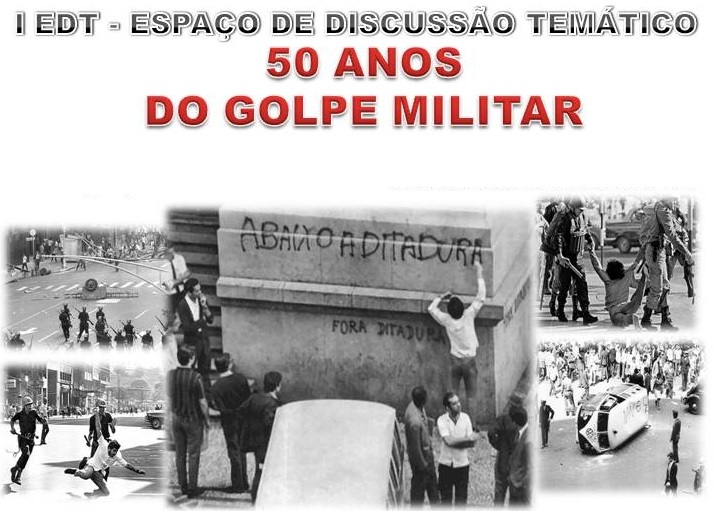 I EDT - ESPAÇO DE DISCUSSÃO TEMÁTICO
50 ANOS
DO GOLPE MILITAR
ABAIXO A DITADURA
FORA DITADURA